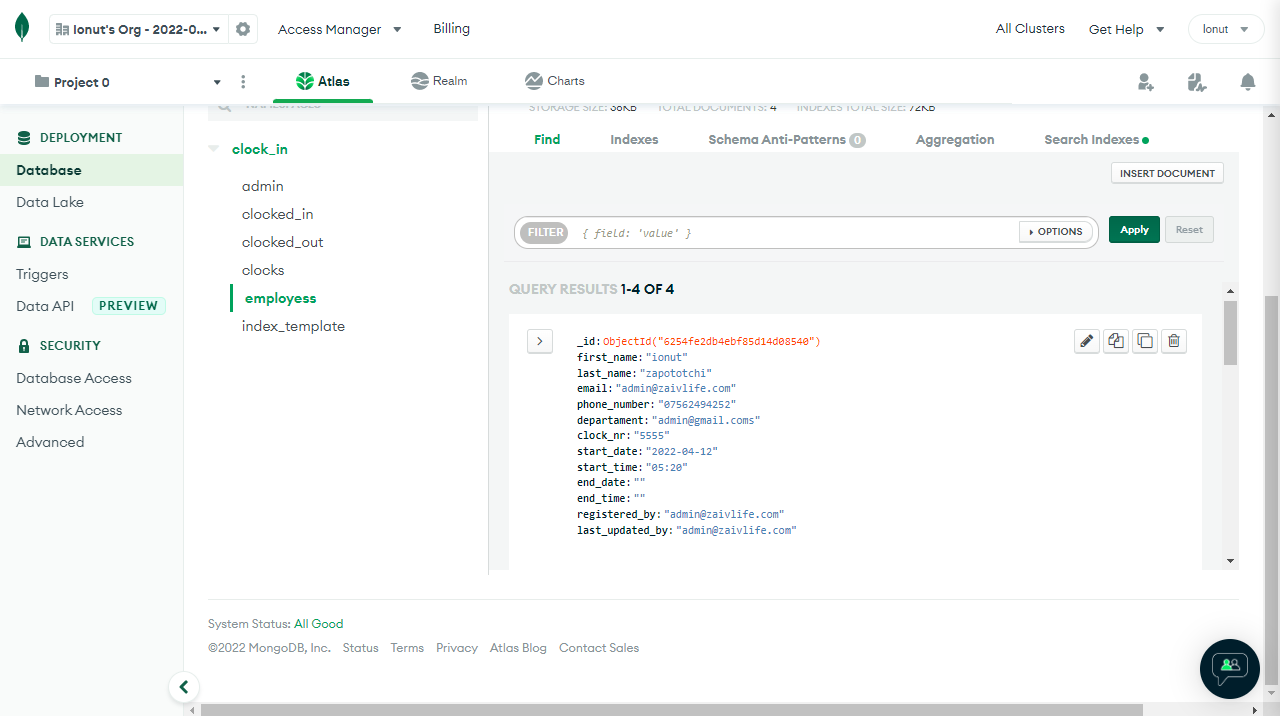 Ionut's Org - 2022-0...
Access Manager
Billing
All Clusters
Get Help
Ionut
Project 0
Atlas
Realm
Charts
DEPLOYMENT
Database
Data Lake
DATA SERVICES
Triggers
Data API PREVIEW
SECURITY
Database Access
Network Access
Advanced
NAMESPACES
clock_in
admin
clocked_in
clocked_out
clocks
employess
index_template
STORAGE SIZE: 36KB TOTAL DOCUMENTS: 4 INDEXES TOTAL SIZE: 72KB
Find Indexes Schema Anti-Patterns 0 Aggregation Search Indexes
INSERT DOCUMENT
FILTER { field: 'value' } OPTIONS Apply Reset
QUERY RESULTS 1-4 OF 4
_id: ObjectId("6254fe2db4ebf85d14d08540")
first_name: "ionut"
last_name: "zapototchi"
email: "admin@zaivlife.com"
phone_number: "07562494252"
departament: "admin@gmail.coms"
clock_nr: "5555"
start_date: "2022-04-12"
start_time: "05:20"
end_date: ""
end_time: ""
registered_by: "admin@zaivlife.com"
last_updated_by: "admin@zaivlife.com"
System Status: All Good
©2022 MongoDB, Inc. Status Terms Privacy Atlas Blog Contact Sales